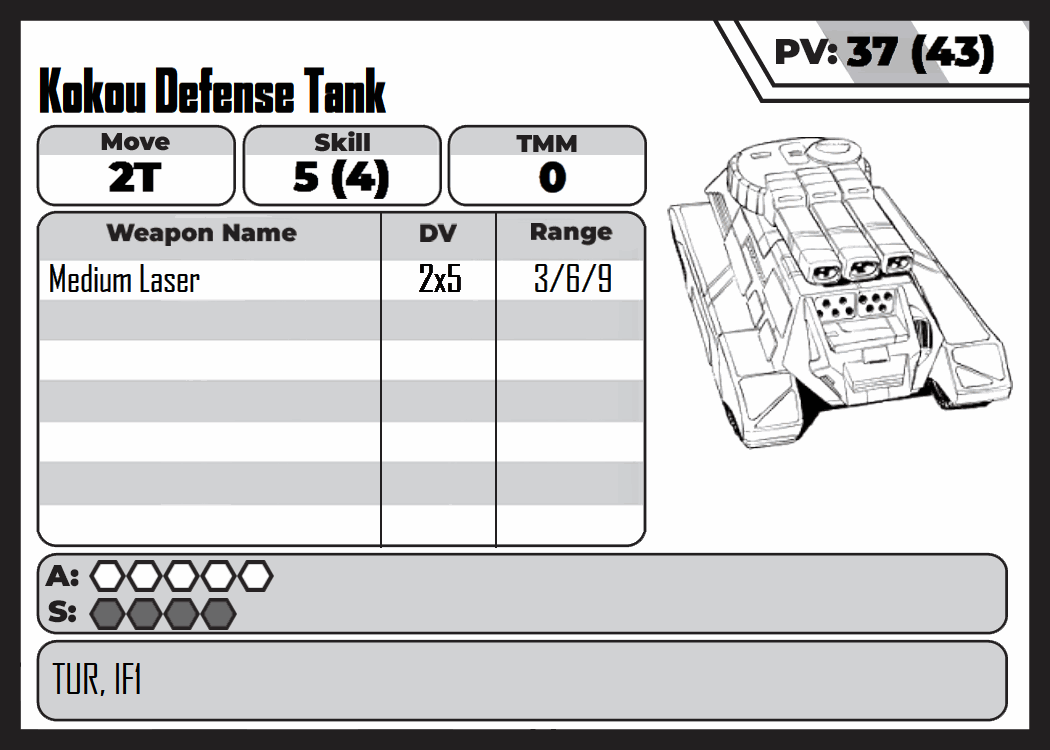 PV: 37 (43)
Kokou Defense Tank
Move Skill TMM
2T 5 (4) 0
Weapon Name DV Range
Medium Laser 2x5 3/6/9
A:
S:
TUR, IF1